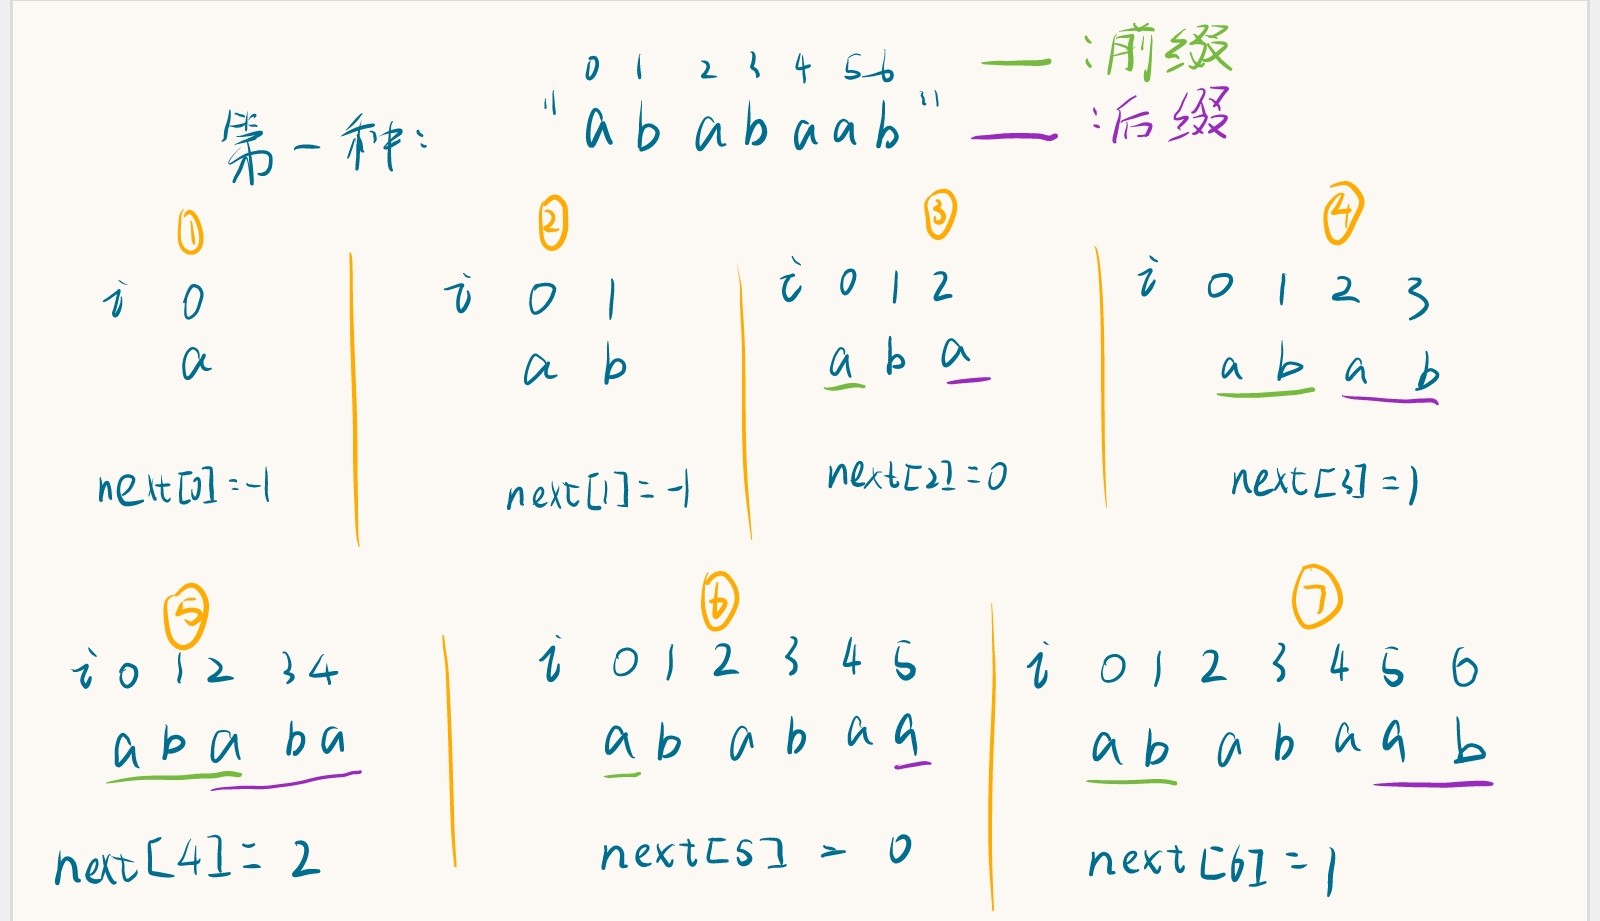 0 1 2 3 4 5 6 — :前缀
第一种: "a b a b a a b" — :后缀
① ② ③ ④
i 0 i 0 1 i 0 1 2 i 0 1 2 3
a a b a b a a b a b
next[0]=-1 next[1]=-1 next[2]=0 next[3]=1
⑤ ⑥ ⑦
i 0 1 2 3 4 i 0 1 2 3 4 5 i 0 1 2 3 4 5 6
a b a b a a b a b a a a b a b a a b
next[4]=2 next[5]=0 next[6]=1